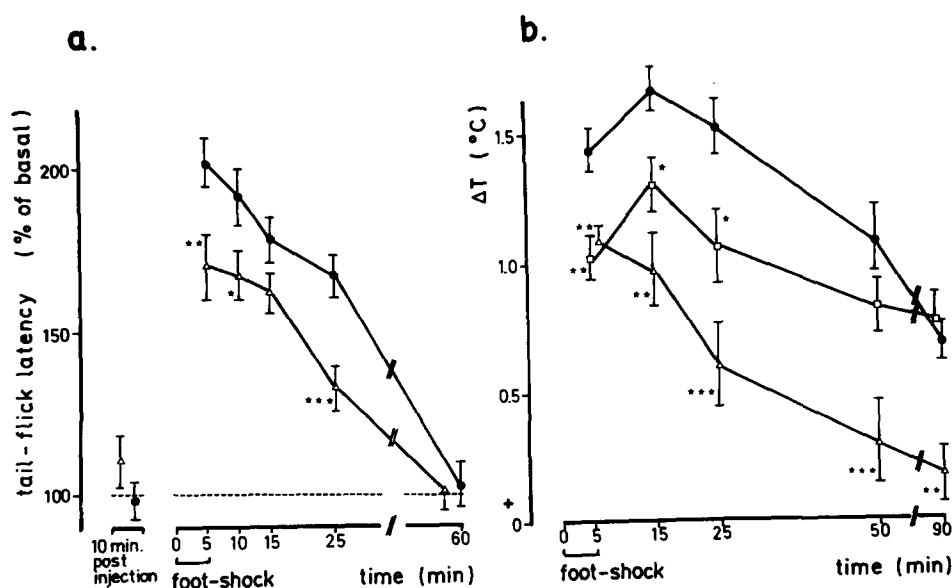 a.
tail-flick latency (% of basal)
200
150
100
**
*
***
10 min.
post
injection
0 5 10 15 25 60
foot-shock time (min)
b.
ΔT (°C)
1.5
1.0
0.5
+
0
*
*
**
**
**
***
***
**
0 5 15 25 50 90
foot-shock time (min)